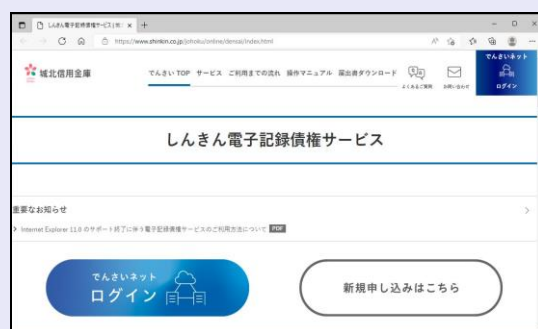 しんきん電子記録債権サービス | 城
https://www.shinkin.co.jp/johoku/online/densai/index.html
城北信用金庫
でんさい TOP サービス ご利用までの流れ 操作マニュアル 届出書ダウンロード
よくあるご質問
お問い合わせ
でんさいネット
ログイン
しんきん電子記録債権サービス
重要なお知らせ
Internet Explorer 11.0 のサポート終了に伴う電子記録債権サービスのご利用方法について PDF
でんさいネット
ログイン
新規申し込みはこちら